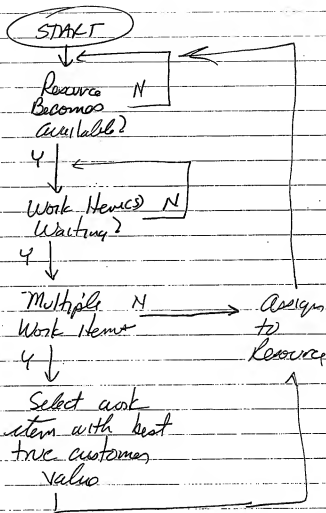 START
Resource N
Becomes
available?
Y
Work Item(s) N
Waiting?
Y
Multiple N
Work Items
Assign
to
Resource
Y
Select work
item with best
true customer
value